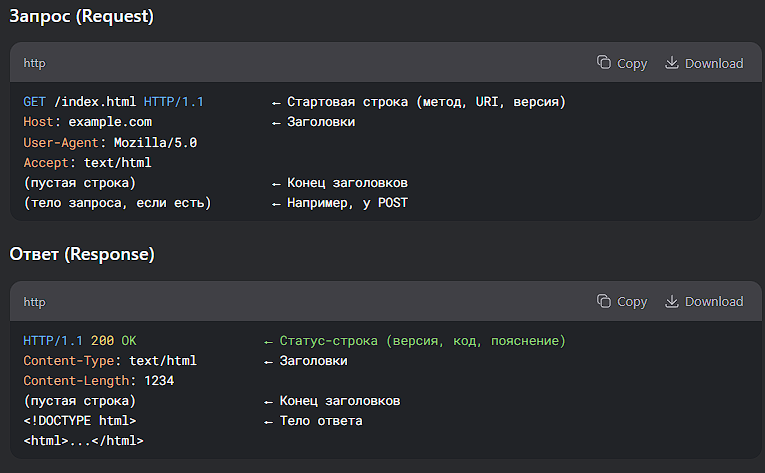 Запрос (Request)
http Copy Download
GET /index.html HTTP/1.1 ← Стартовая строка (метод, URI, версия)
Host: example.com ← Заголовки
User-Agent: Mozilla/5.0
Accept: text/html
(пустая строка) ← Конец заголовков
(тело запроса, если есть) ← Например, у POST
Ответ (Response)
http Copy Download
HTTP/1.1 200 OK ← Статус-строка (версия, код, пояснение)
Content-Type: text/html ← Заголовки
Content-Length: 1234
(пустая строка) ← Конец заголовков
<!DOCTYPE html> ← Тело ответа
<html>...</html>